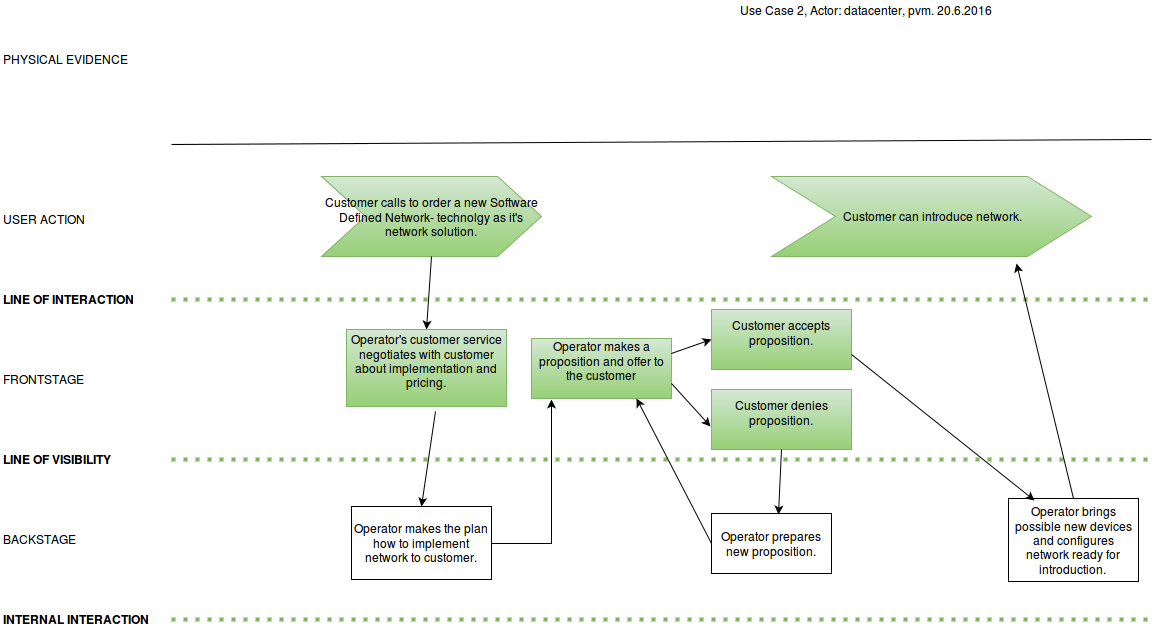 Use Case 2, Actor: datacenter, pvm. 20.6.2016
PHYSICAL EVIDENCE
USER ACTION
Customer calls to order a new Software
Defined Network- technolgy as it's
network solution.
Customer can introduce network.
LINE OF INTERACTION
FRONTSTAGE
Operator's customer service
negotiates with customer
about implementation and
pricing.
Operator makes a
proposition and offer to
the customer
Customer accepts
proposition.
Customer denies
proposition.
LINE OF VISIBILITY
BACKSTAGE
Operator makes the plan
how to implement
network to customer.
Operator prepares
new proposition.
Operator brings
possible new devices
and configures
network ready for
introduction.
INTERNAL INTERACTION